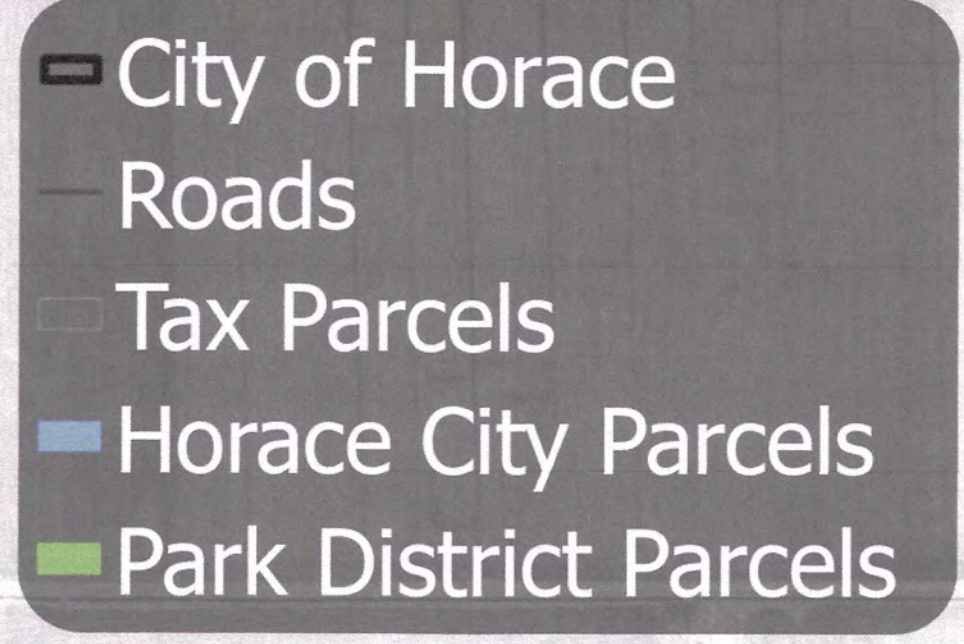 City of Horace
Roads
Tax Parcels
Horace City Parcels
Park District Parcels